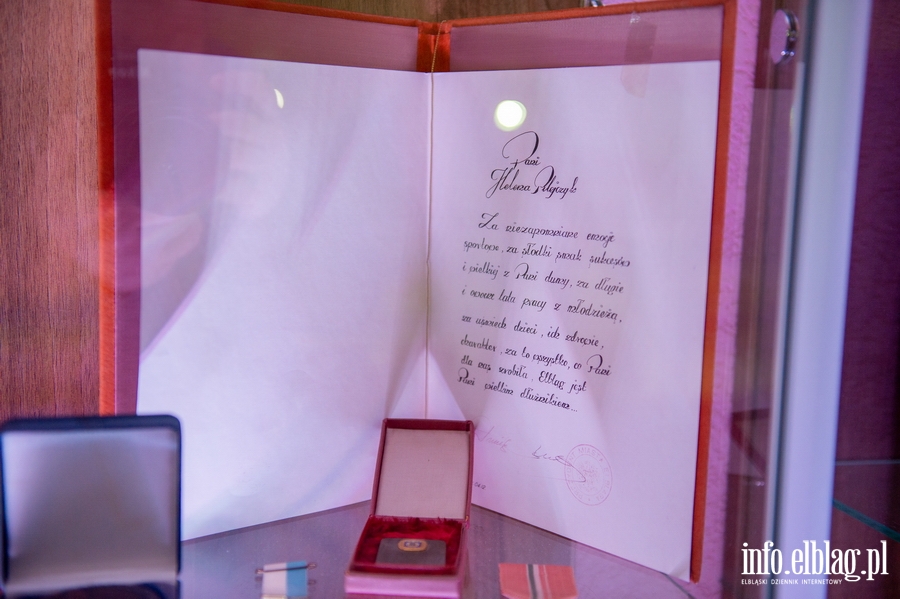 Pani
Helena Pilejczyk
Za niezapomniane emocje
sportowe, za słodki smak sukcesów
i wielkiej z Pani dumy, za długie
i owocne lata pracy z młodzieżą,
za uśmiech dzieci, ich zdrowie,
charakter, za to wszystko, co Pani
dla nas zrobiła. Elbląg jest
Pani wielkim dłużnikiem...
info.elblag.pl
ELBLĄSKI DZIENNIK INTERNETOWY